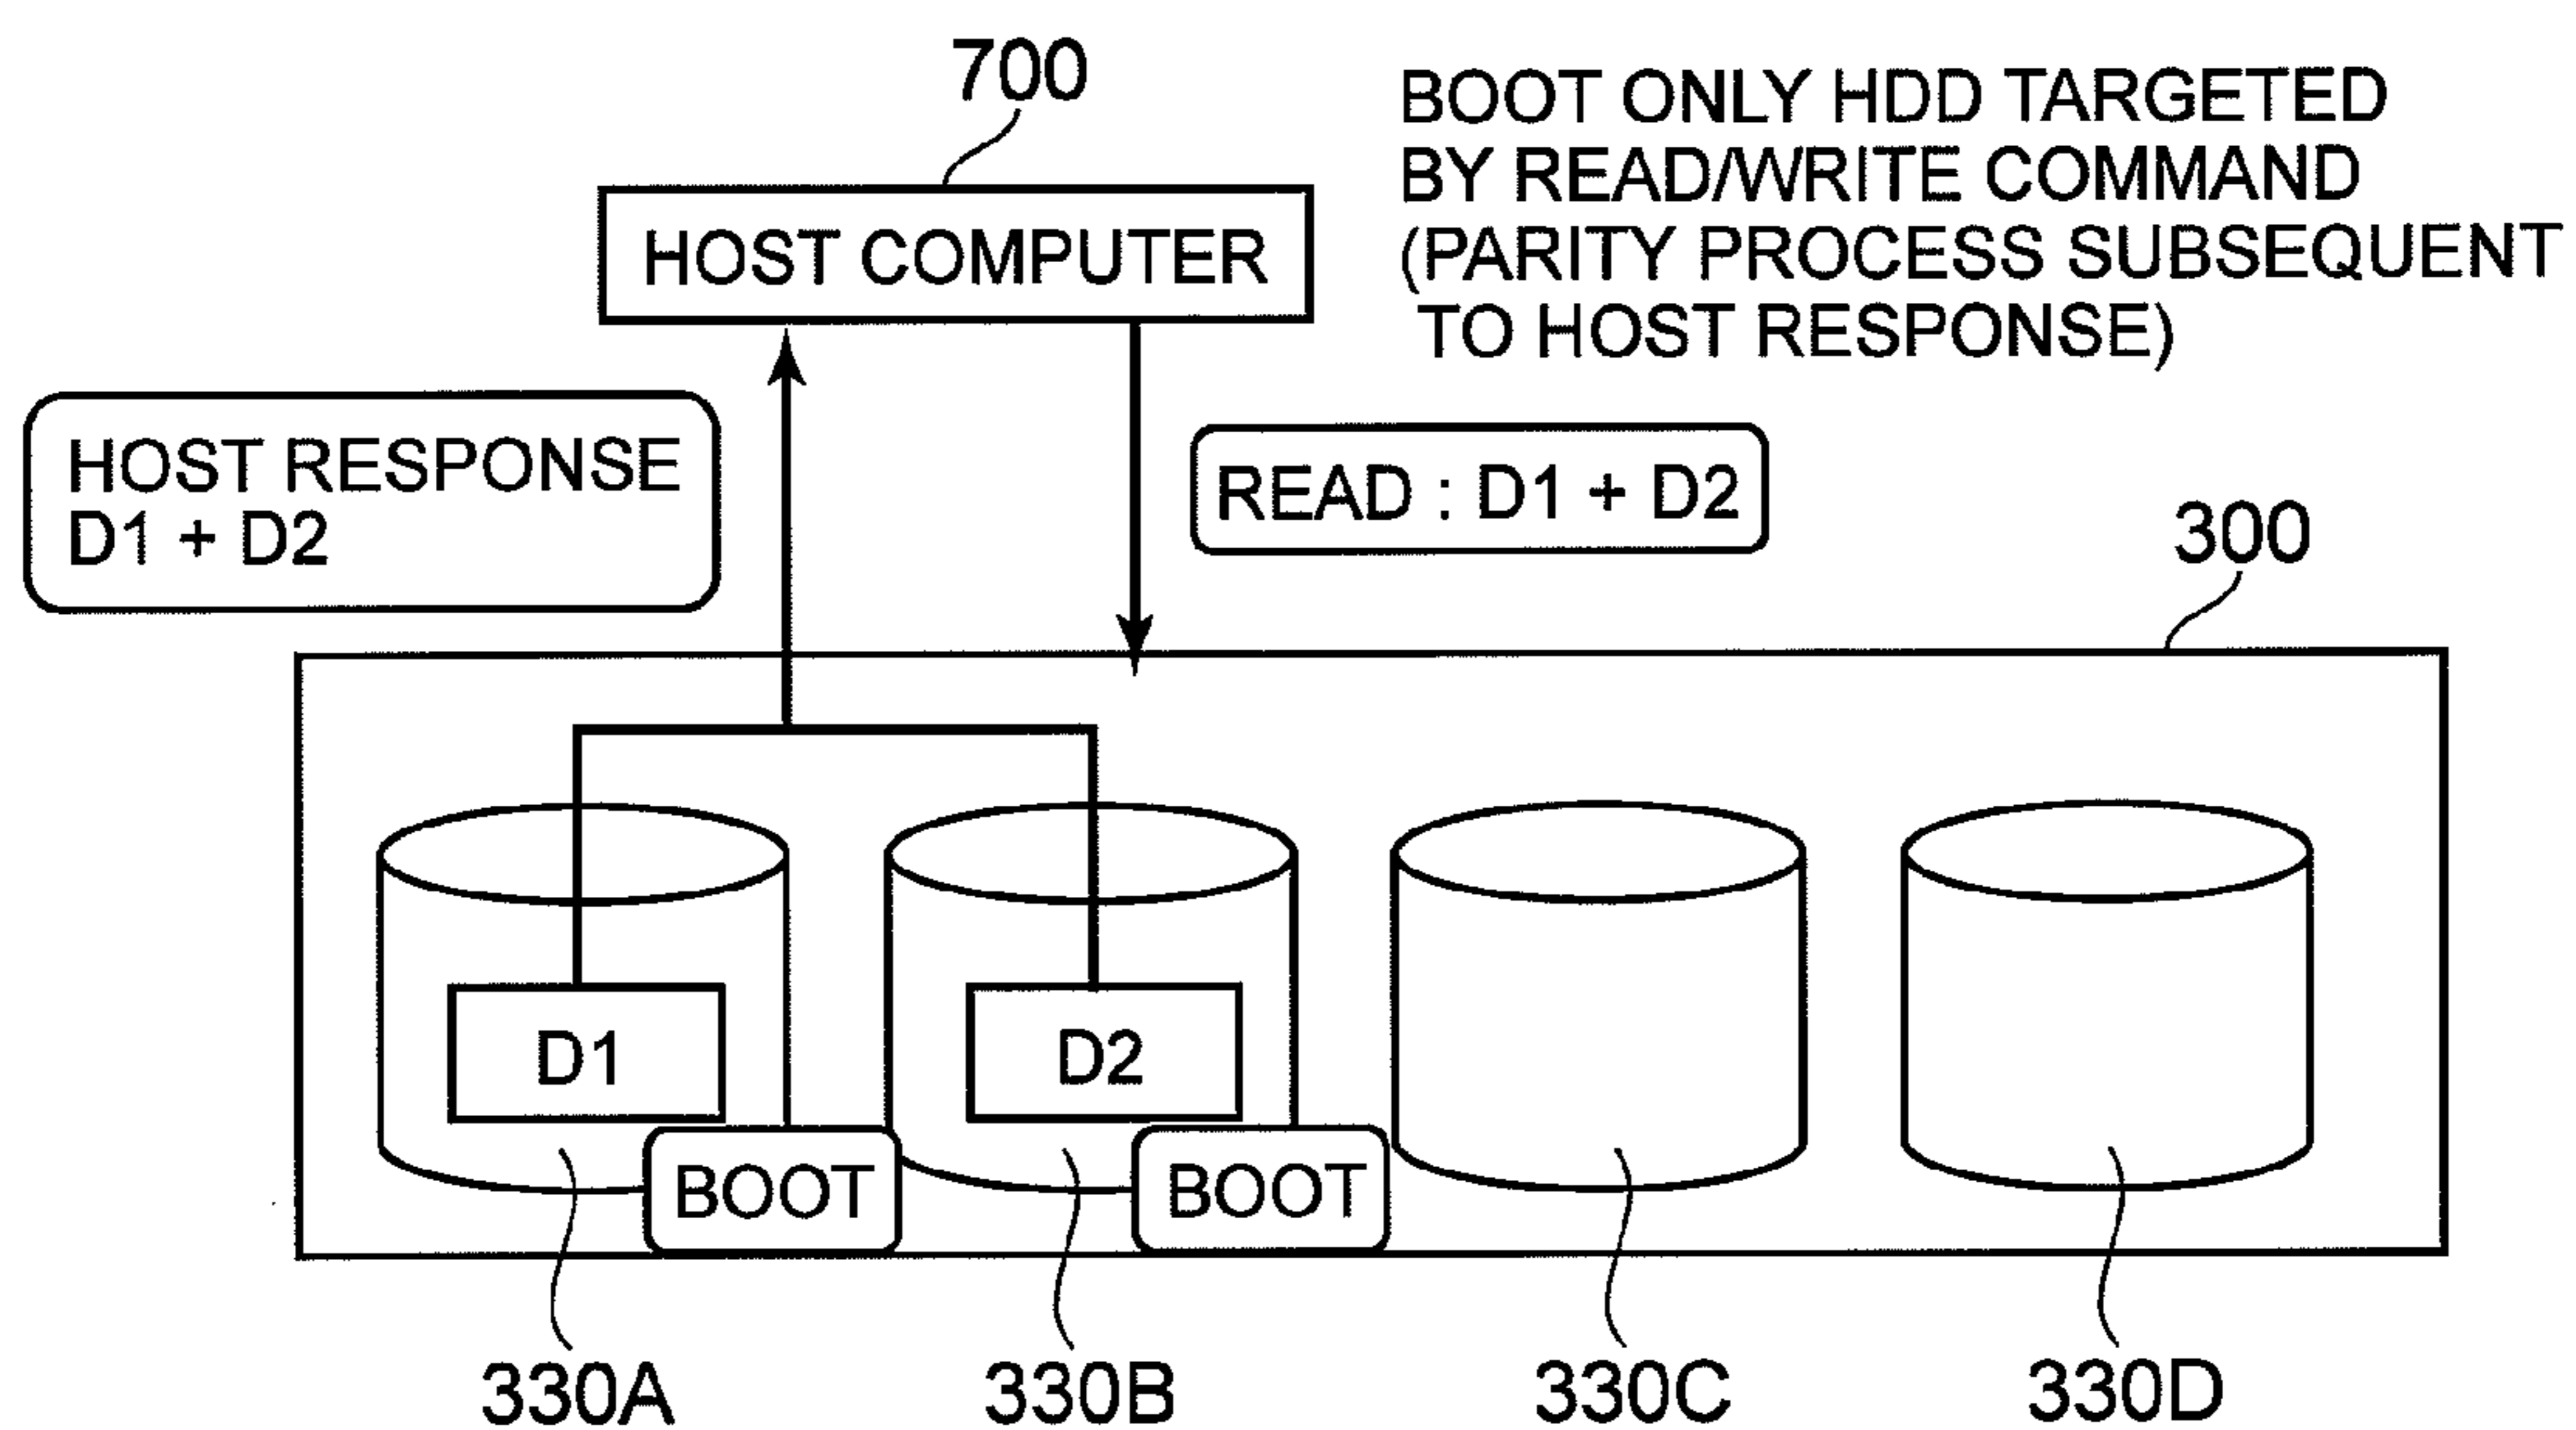 700
BOOT ONLY HDD TARGETED
BY READ/WRITE COMMAND
(PARITY PROCESS SUBSEQUENT
TO HOST RESPONSE)
HOST COMPUTER
HOST RESPONSE
D1 + D2
READ : D1 + D2
300
D1
D2
BOOT
BOOT
330A
330B
330C
330D